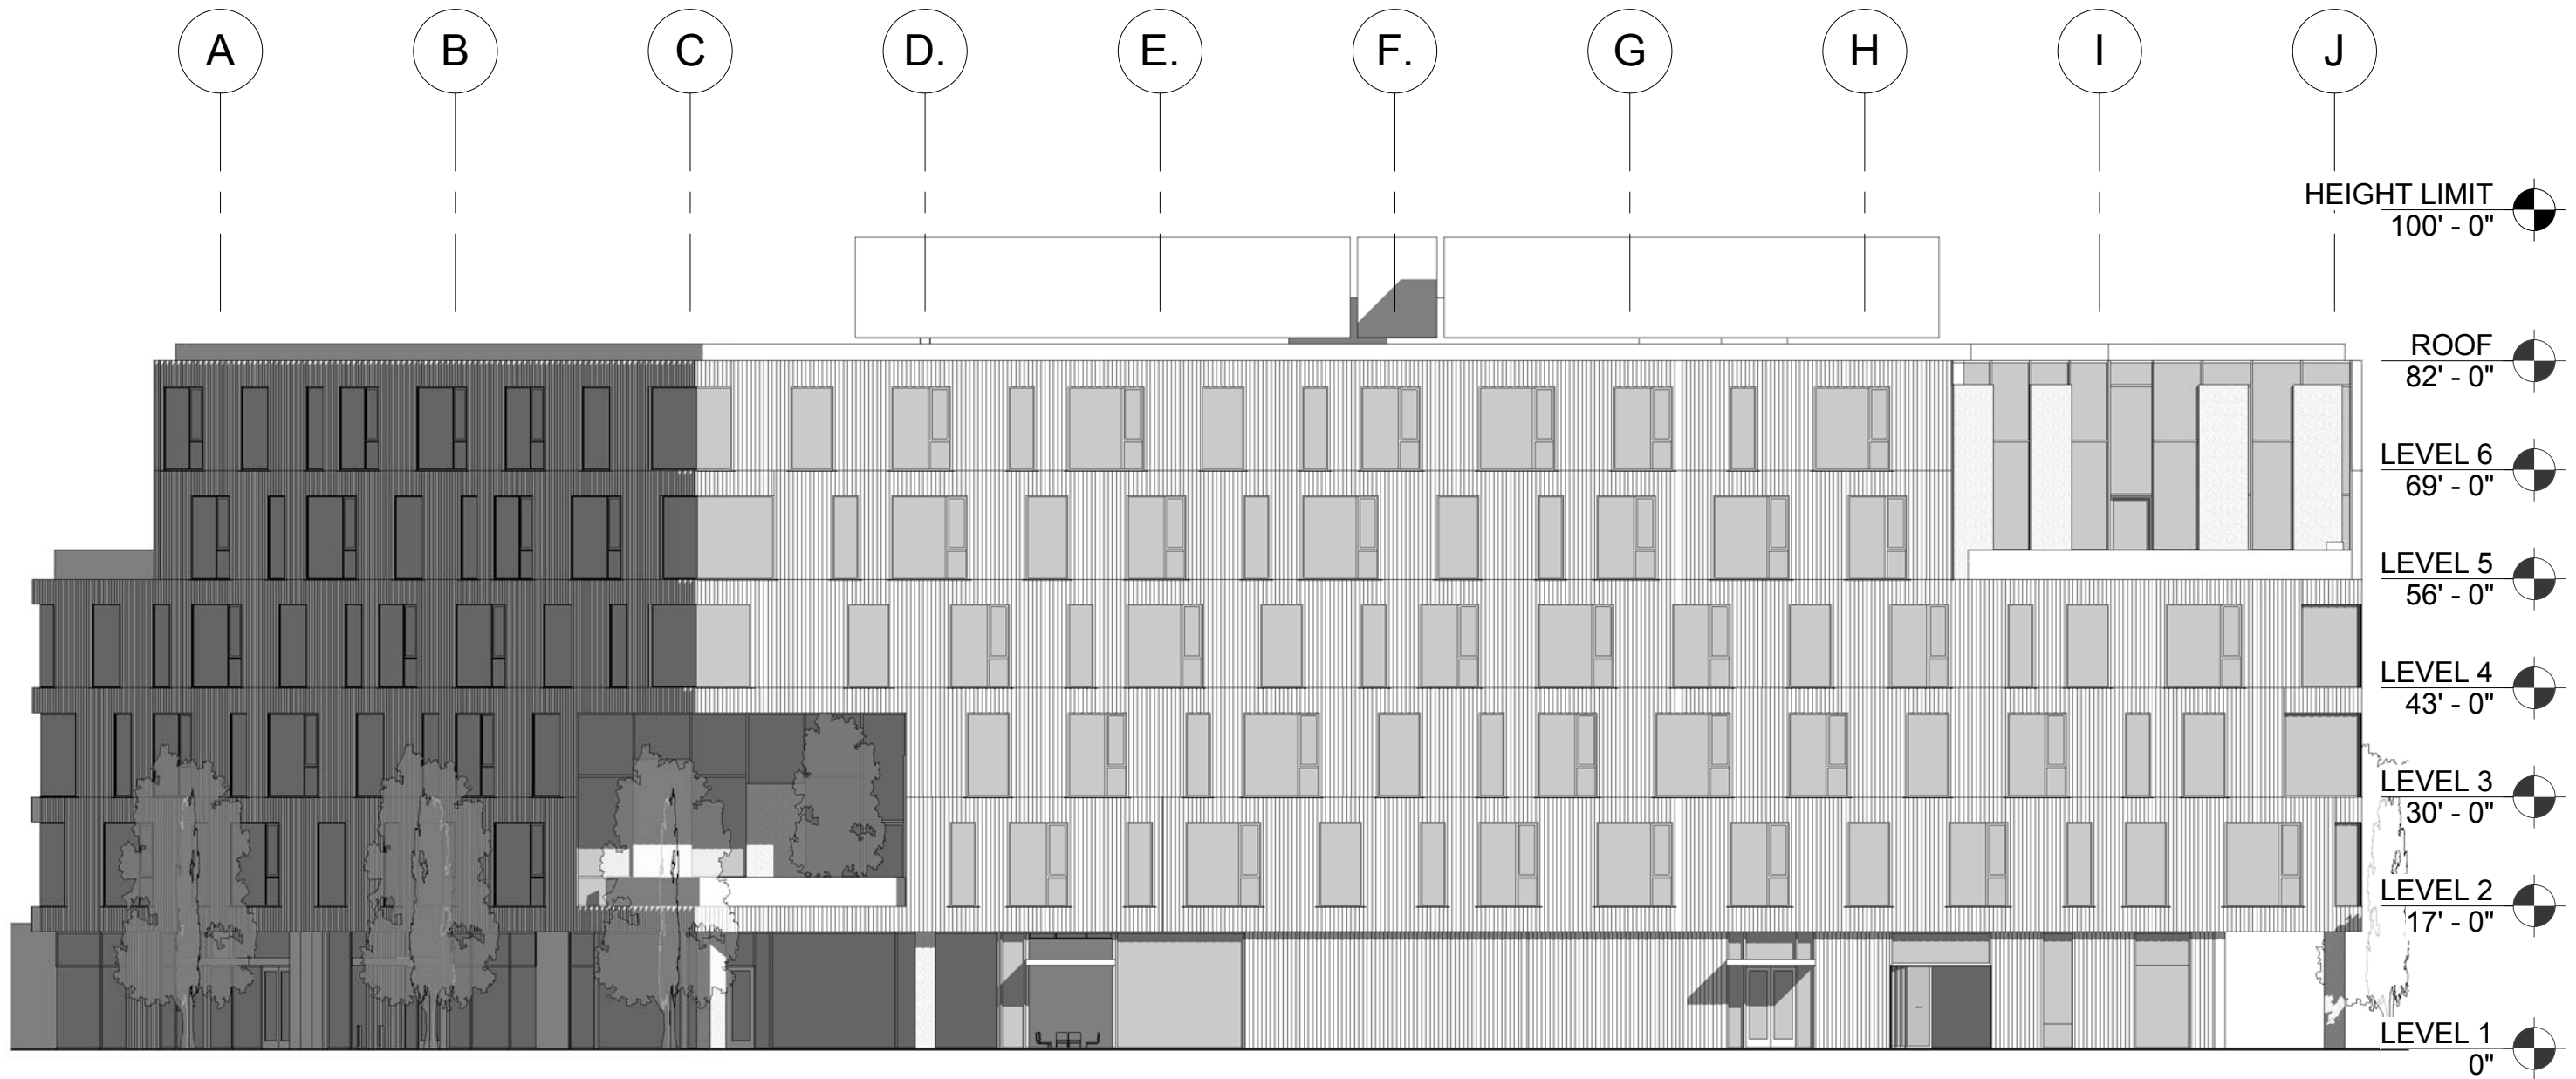 A B C D. E. F. G H I J
HEIGHT LIMIT
100' - 0"
ROOF
82' - 0"
LEVEL 6
69' - 0"
LEVEL 5
56' - 0"
LEVEL 4
43' - 0"
LEVEL 3
30' - 0"
LEVEL 2
17' - 0"
LEVEL 1
0"